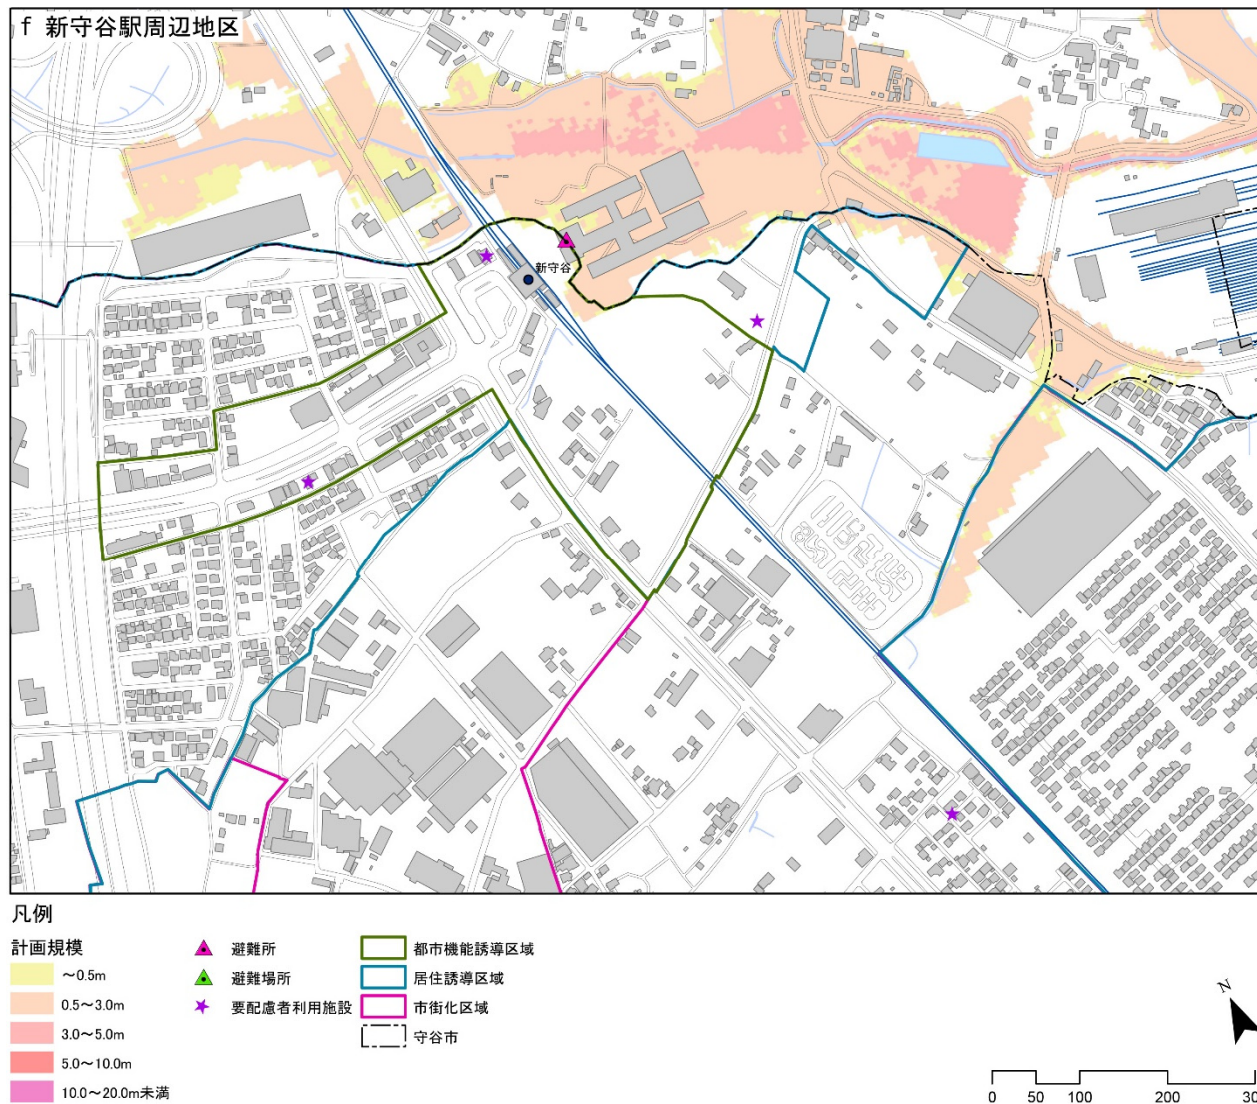 f 新守谷駅周辺地区
新守谷
凡例
計画規模
～0.5m
0.5～3.0m
3.0～5.0m
5.0～10.0m
10.0～20.0m未満
避難所
避難場所
要配慮者利用施設
都市機能誘導区域
居住誘導区域
市街化区域
守谷市
N
0 50 100 200 30